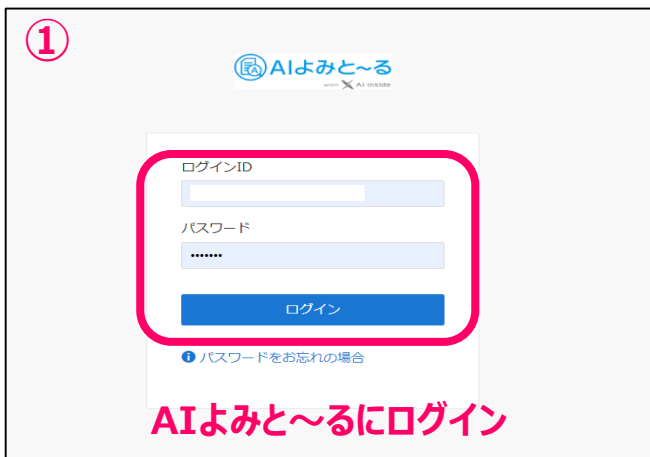 ①
AIよみと～る
with AI inside
ログインID
パスワード
•••••••
ログイン
パスワードをお忘れの場合
AIよみと～るにログイン